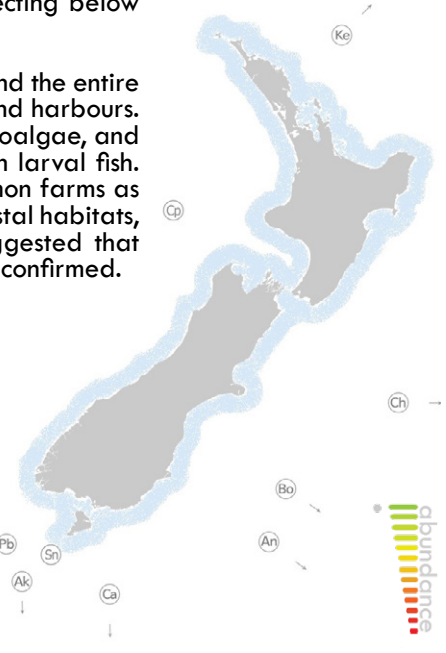 ecting below
nd the entire
nd harbours.
oalgae, and
n larval fish.
mon farms as
stal habitats,
ggested that
confirmed.
Ke
Cp
Ch
Bo
An
Pb
Sn
Ak
Ca
abundance